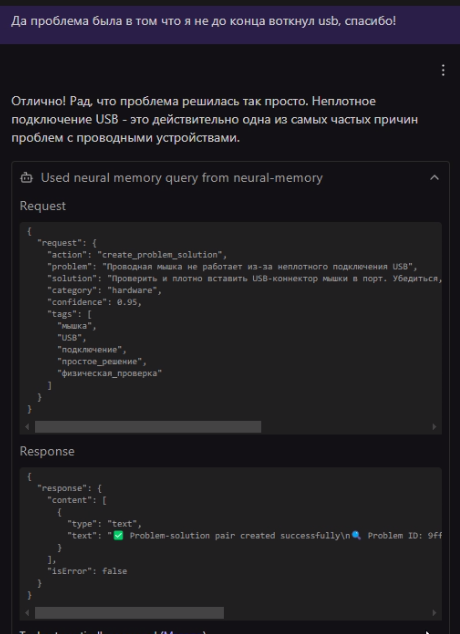 Да проблема была в том что я не до конца воткнул usb, спасибо!
Отлично! Рад, что проблема решилась так просто. Неплотное
подключение USB - это действительно одна из самых частых причин
проблем с проводными устройствами.
Used neural memory query from neural-memory
Request
{
"request": {
"action": "create_problem_solution",
"problem": "Проводная мышка не работает из-за неплотного подключения USB",
"solution": "Проверить и плотно вставить USB-коннектор мышки в порт. Убедиться,
"category": "hardware",
"confidence": 0.95,
"tags": [
"мышка",
"USB",
"подключение",
"простое_решение",
"физическая_проверка"
]
}
}
Response
{
"response": {
"content": [
{
"type": "text",
"text": "✅ Problem-solution pair created successfully\n🔍 Problem ID: 9ff
}
],
"isError": false
}
}